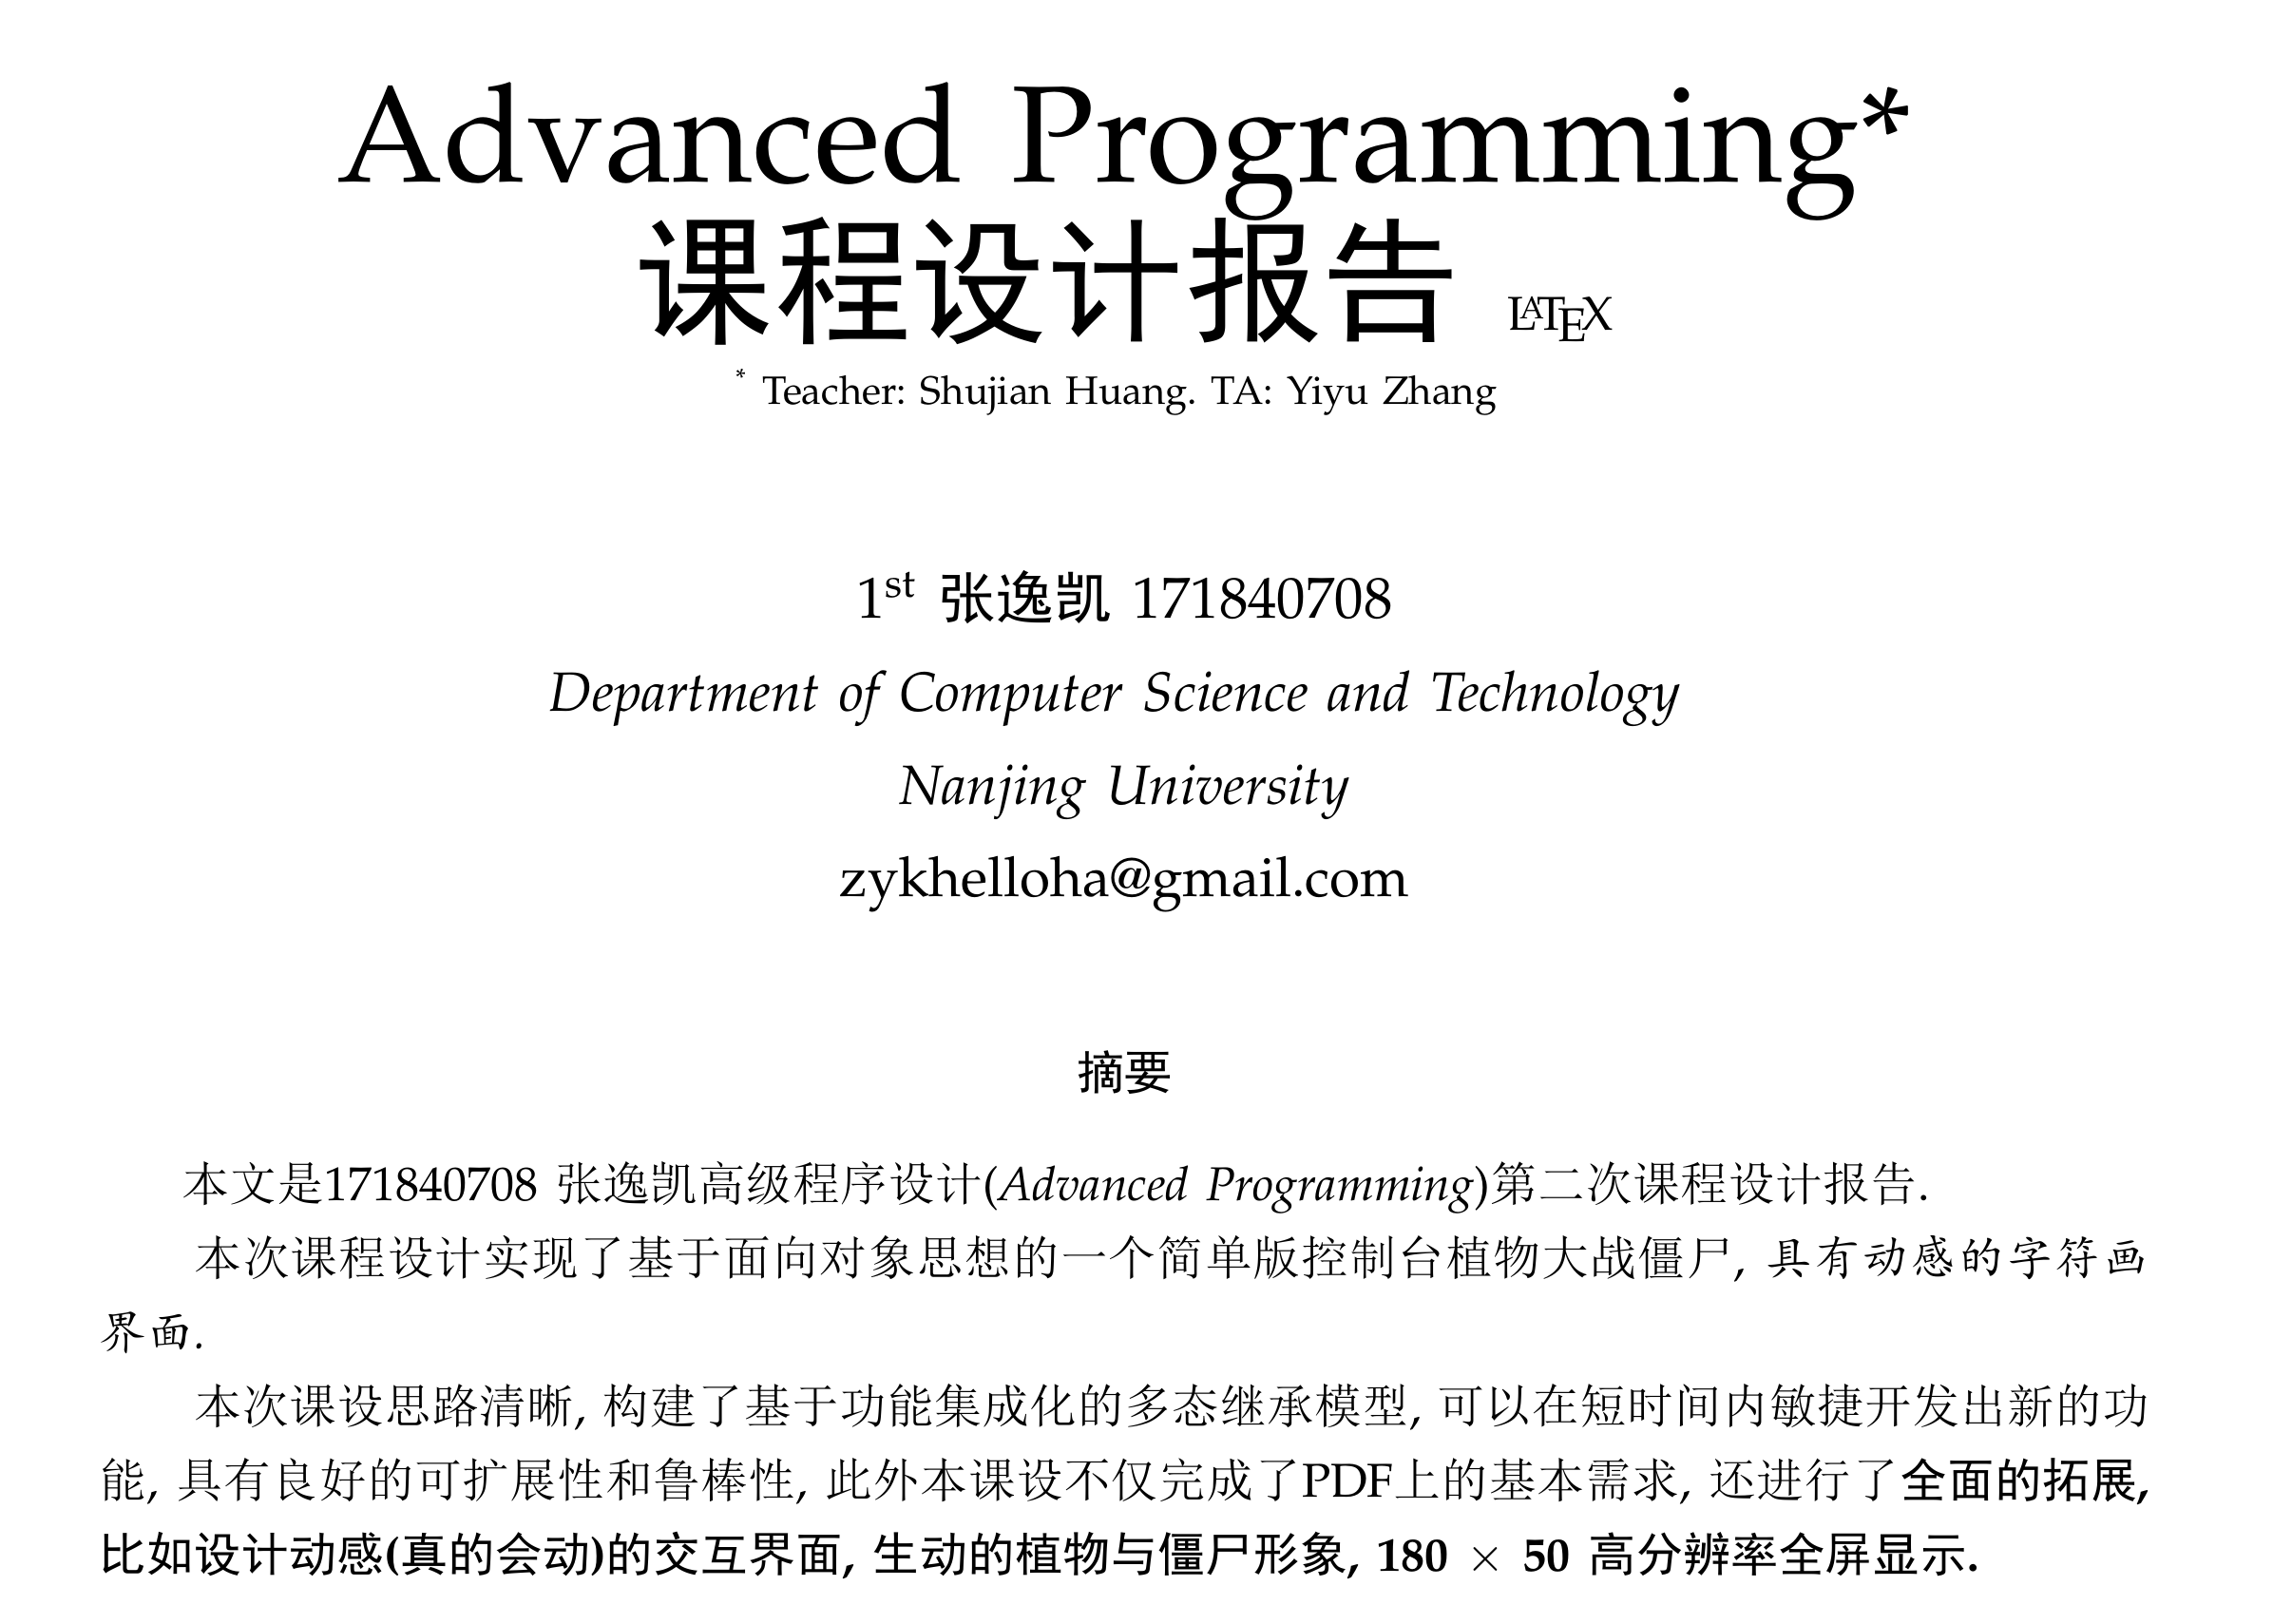 Advanced Programming*
课程设计报告 LATEX
* Teacher: Shujian Huang. TA: Yiyu Zhang
1st 张逸凯 171840708
Department of Computer Science and Technology
Nanjing University
zykhelloha@gmail.com
摘要
本文是171840708 张逸凯高级程序设计(Advanced Programming)第二次课程设计报告.
本次课程设计实现了基于面向对象思想的一个简单版控制台植物大战僵尸, 具有动感的字符画
界面.
本次课设思路清晰, 构建了基于功能集成化的多态继承模型, 可以在短时间内敏捷开发出新的功
能, 具有良好的可扩展性和鲁棒性, 此外本课设不仅完成了PDF上的基本需求, 还进行了全面的拓展,
比如设计动感(真的会动)的交互界面, 生动的植物与僵尸形象, 180 × 50 高分辨率全屏显示.